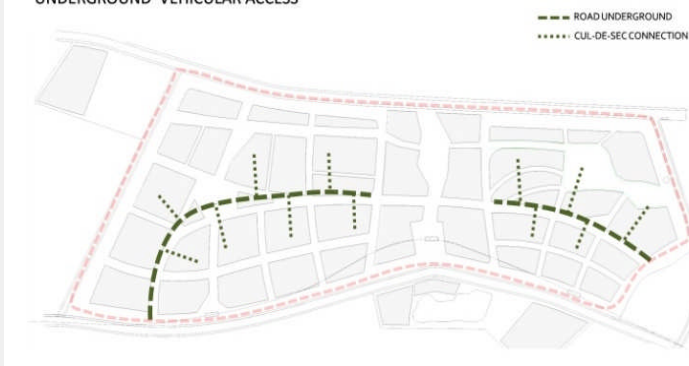 UNDERGROUND VEHICULAR ACCESS
ROAD UNDERGROUND
CUL-DE-SEC CONNECTION